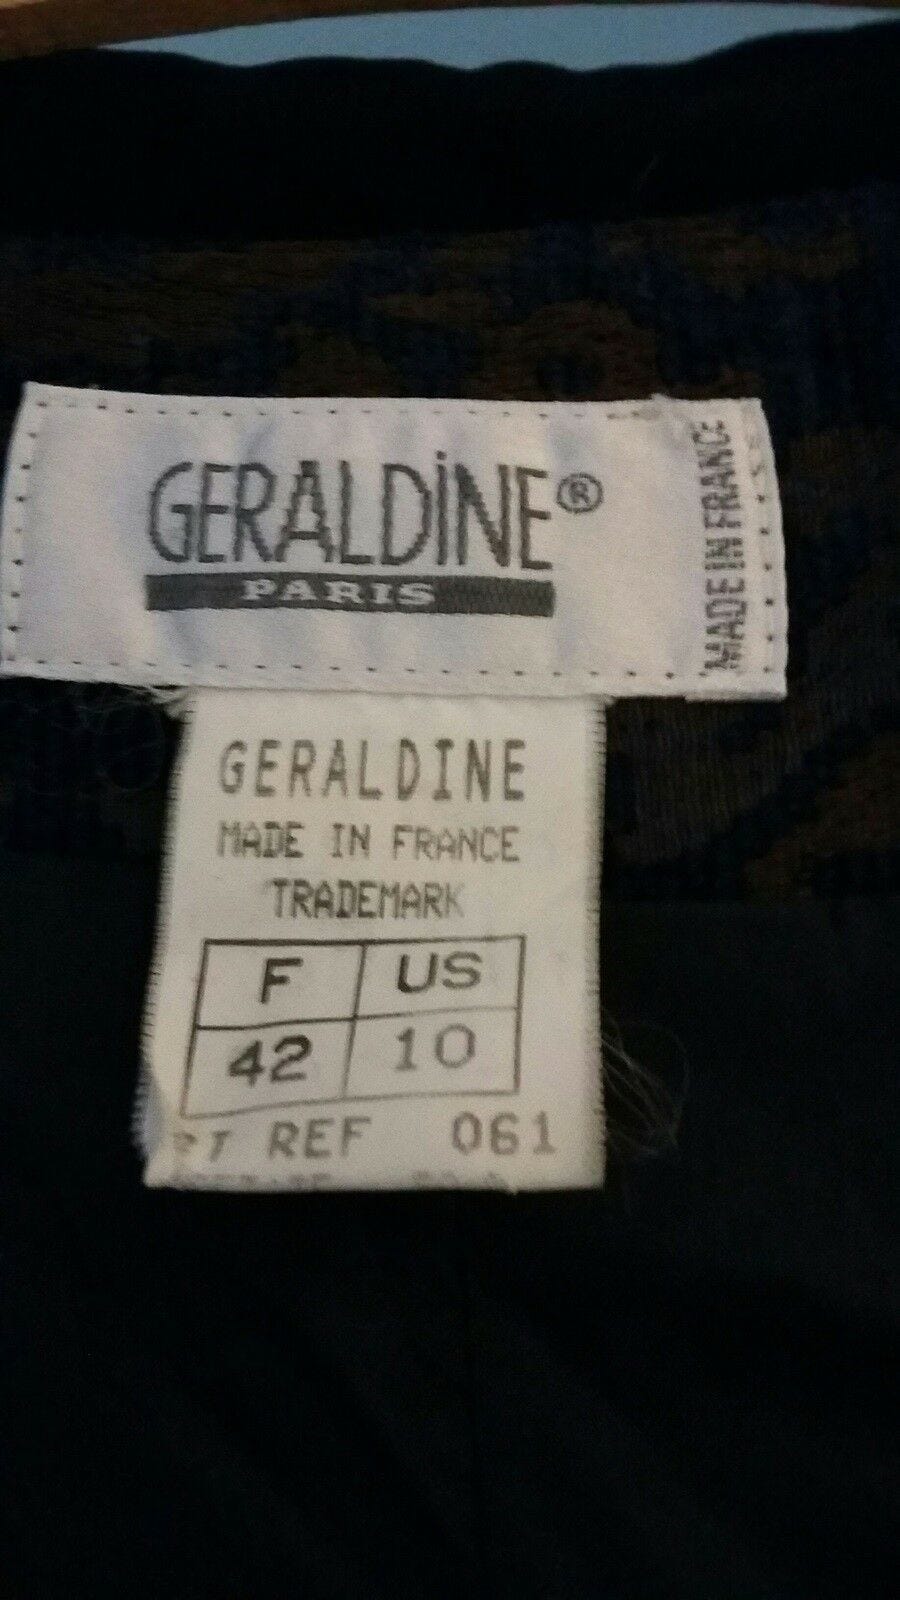 GERALDiNE®
PARIS
MADE IN FRANCE
GERALDINE
MADE IN FRANCE
TRADEMARK
F US
42 10
REF 061